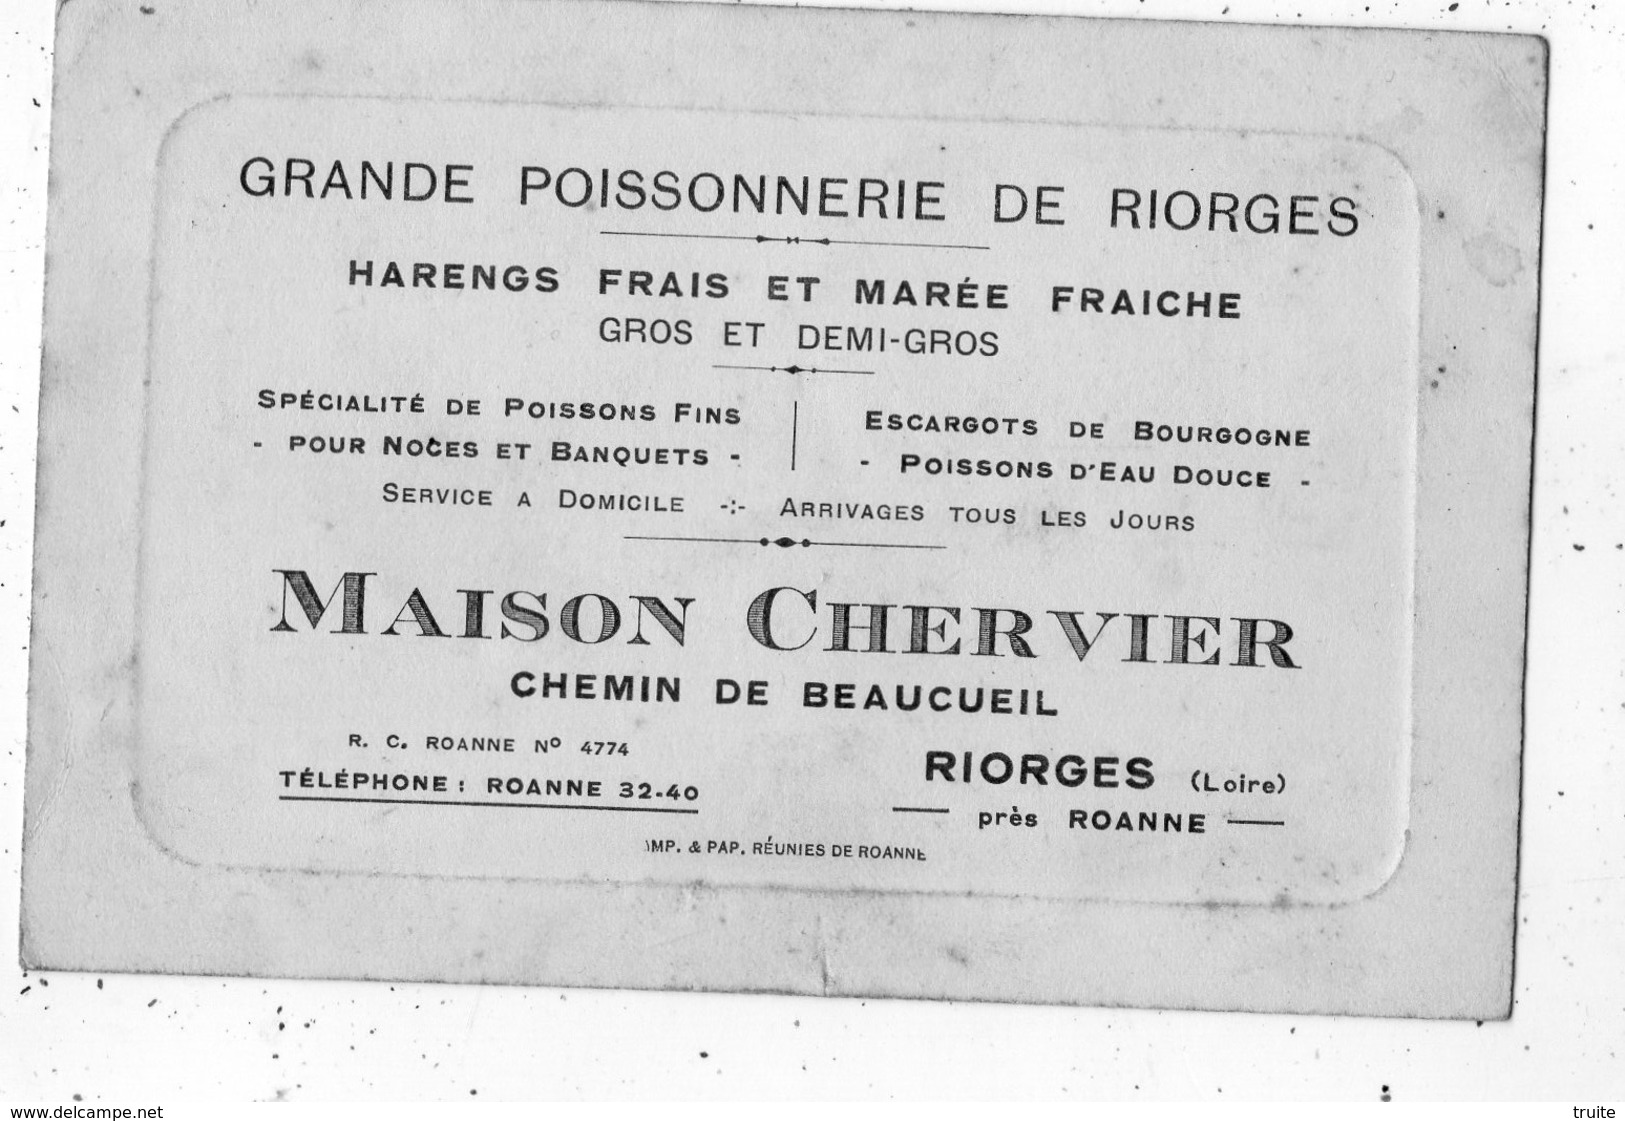 GRANDE POISSONNERIE DE RIORGES
HARENGS FRAIS ET MARÉE FRAICHE
GROS ET DEMI-GROS
SPÉCIALITÉ DE POISSONS FINS
- POUR NOCES ET BANQUETS -
ESCARGOTS DE BOURGOGNE
- POISSONS D'EAU DOUCE -
SERVICE A DOMICILE -:- ARRIVAGES TOUS LES JOURS
MAISON CHERVIER
CHEMIN DE BEAUCUEIL
R. C. ROANNE Nº 4774
TÉLÉPHONE : ROANNE 32-40
RIORGES (Loire)
près ROANNE
IMP. & PAP. RÉUNIES DE ROANNE
www.delcampe.net
truite